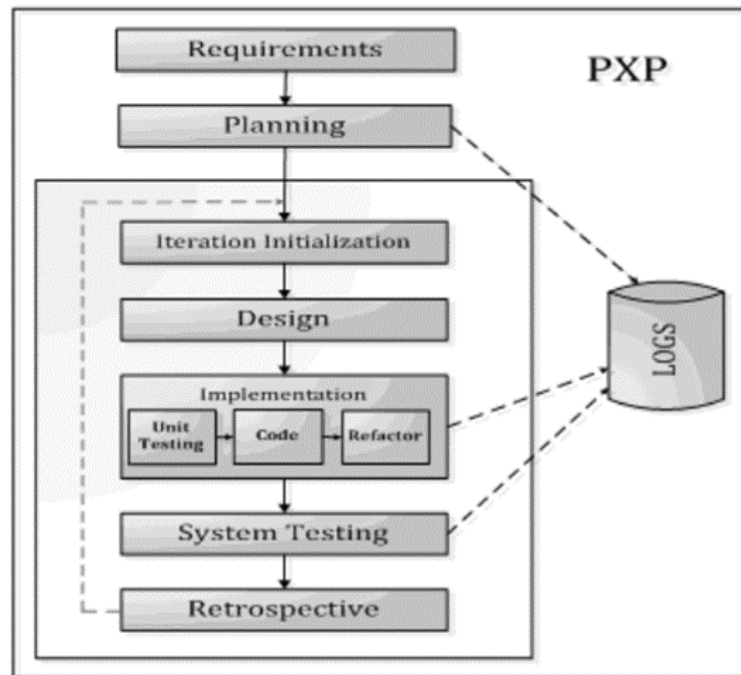 Requirements
PXP
Planning
Iteration Initialization
Design
LOGS
Implementation
Unit
Testing
Code
Refactor
System Testing
Retrospective